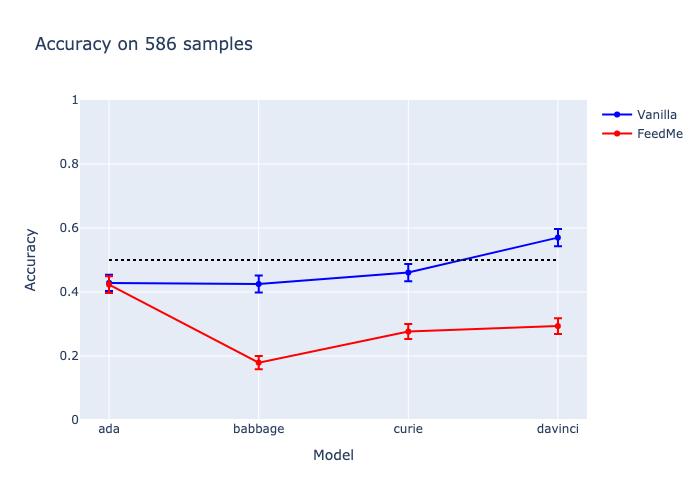 Accuracy on 586 samples
1
0.8
0.6
0.4
0.2
0
Accuracy
ada
babbage
curie
davinci
Model
Vanilla
FeedMe